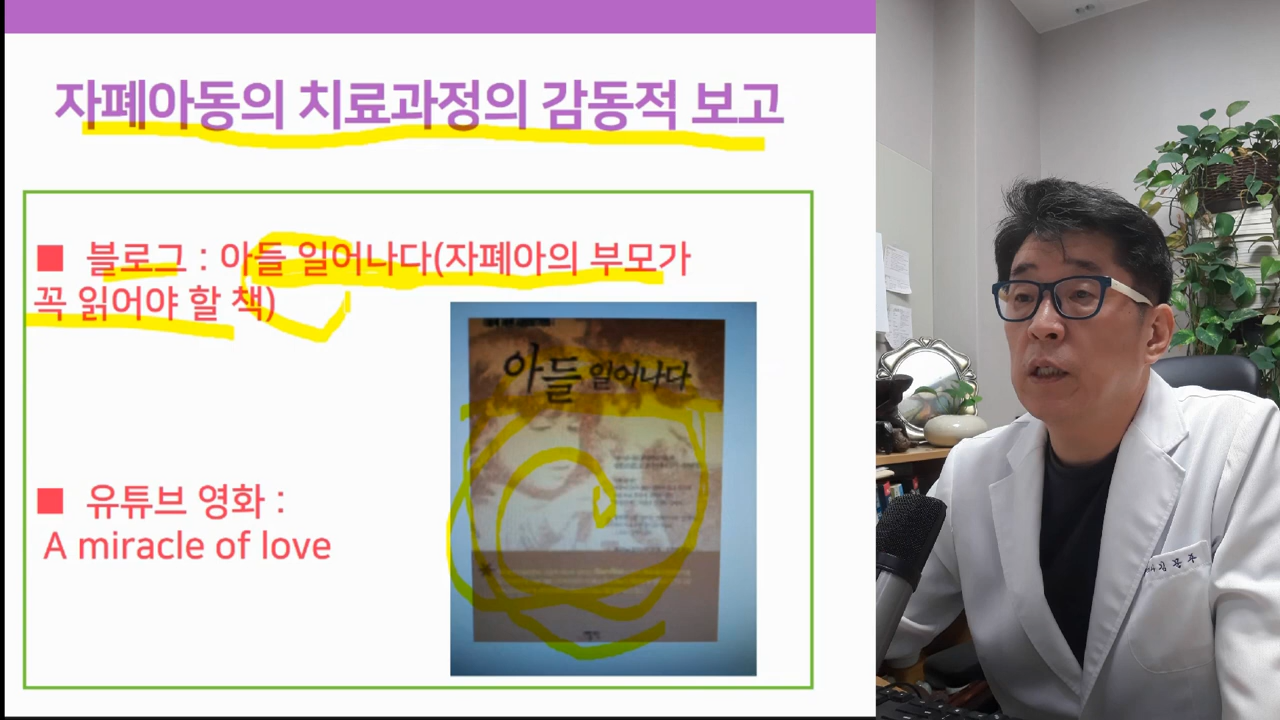 자폐아동의 치료과정의 감동적 보고
■ 블로그 : 아들 일어나다(자폐아의 부모가
꼭 읽어야 할 책)
아들 일어나다
■ 유튜브 영화 :
A miracle of love